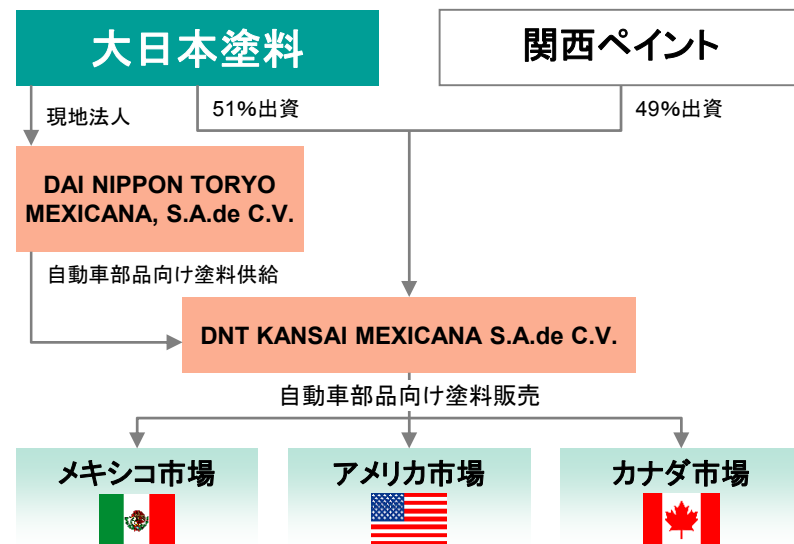 大日本塗料
関西ペイント
現地法人
51%出資
49%出資
DAI NIPPON TORYO
MEXICANA, S.A.de C.V.
自動車部品向け塗料供給
DNT KANSAI MEXICANA S.A.de C.V.
自動車部品向け塗料販売
メキシコ市場
アメリカ市場
カナダ市場